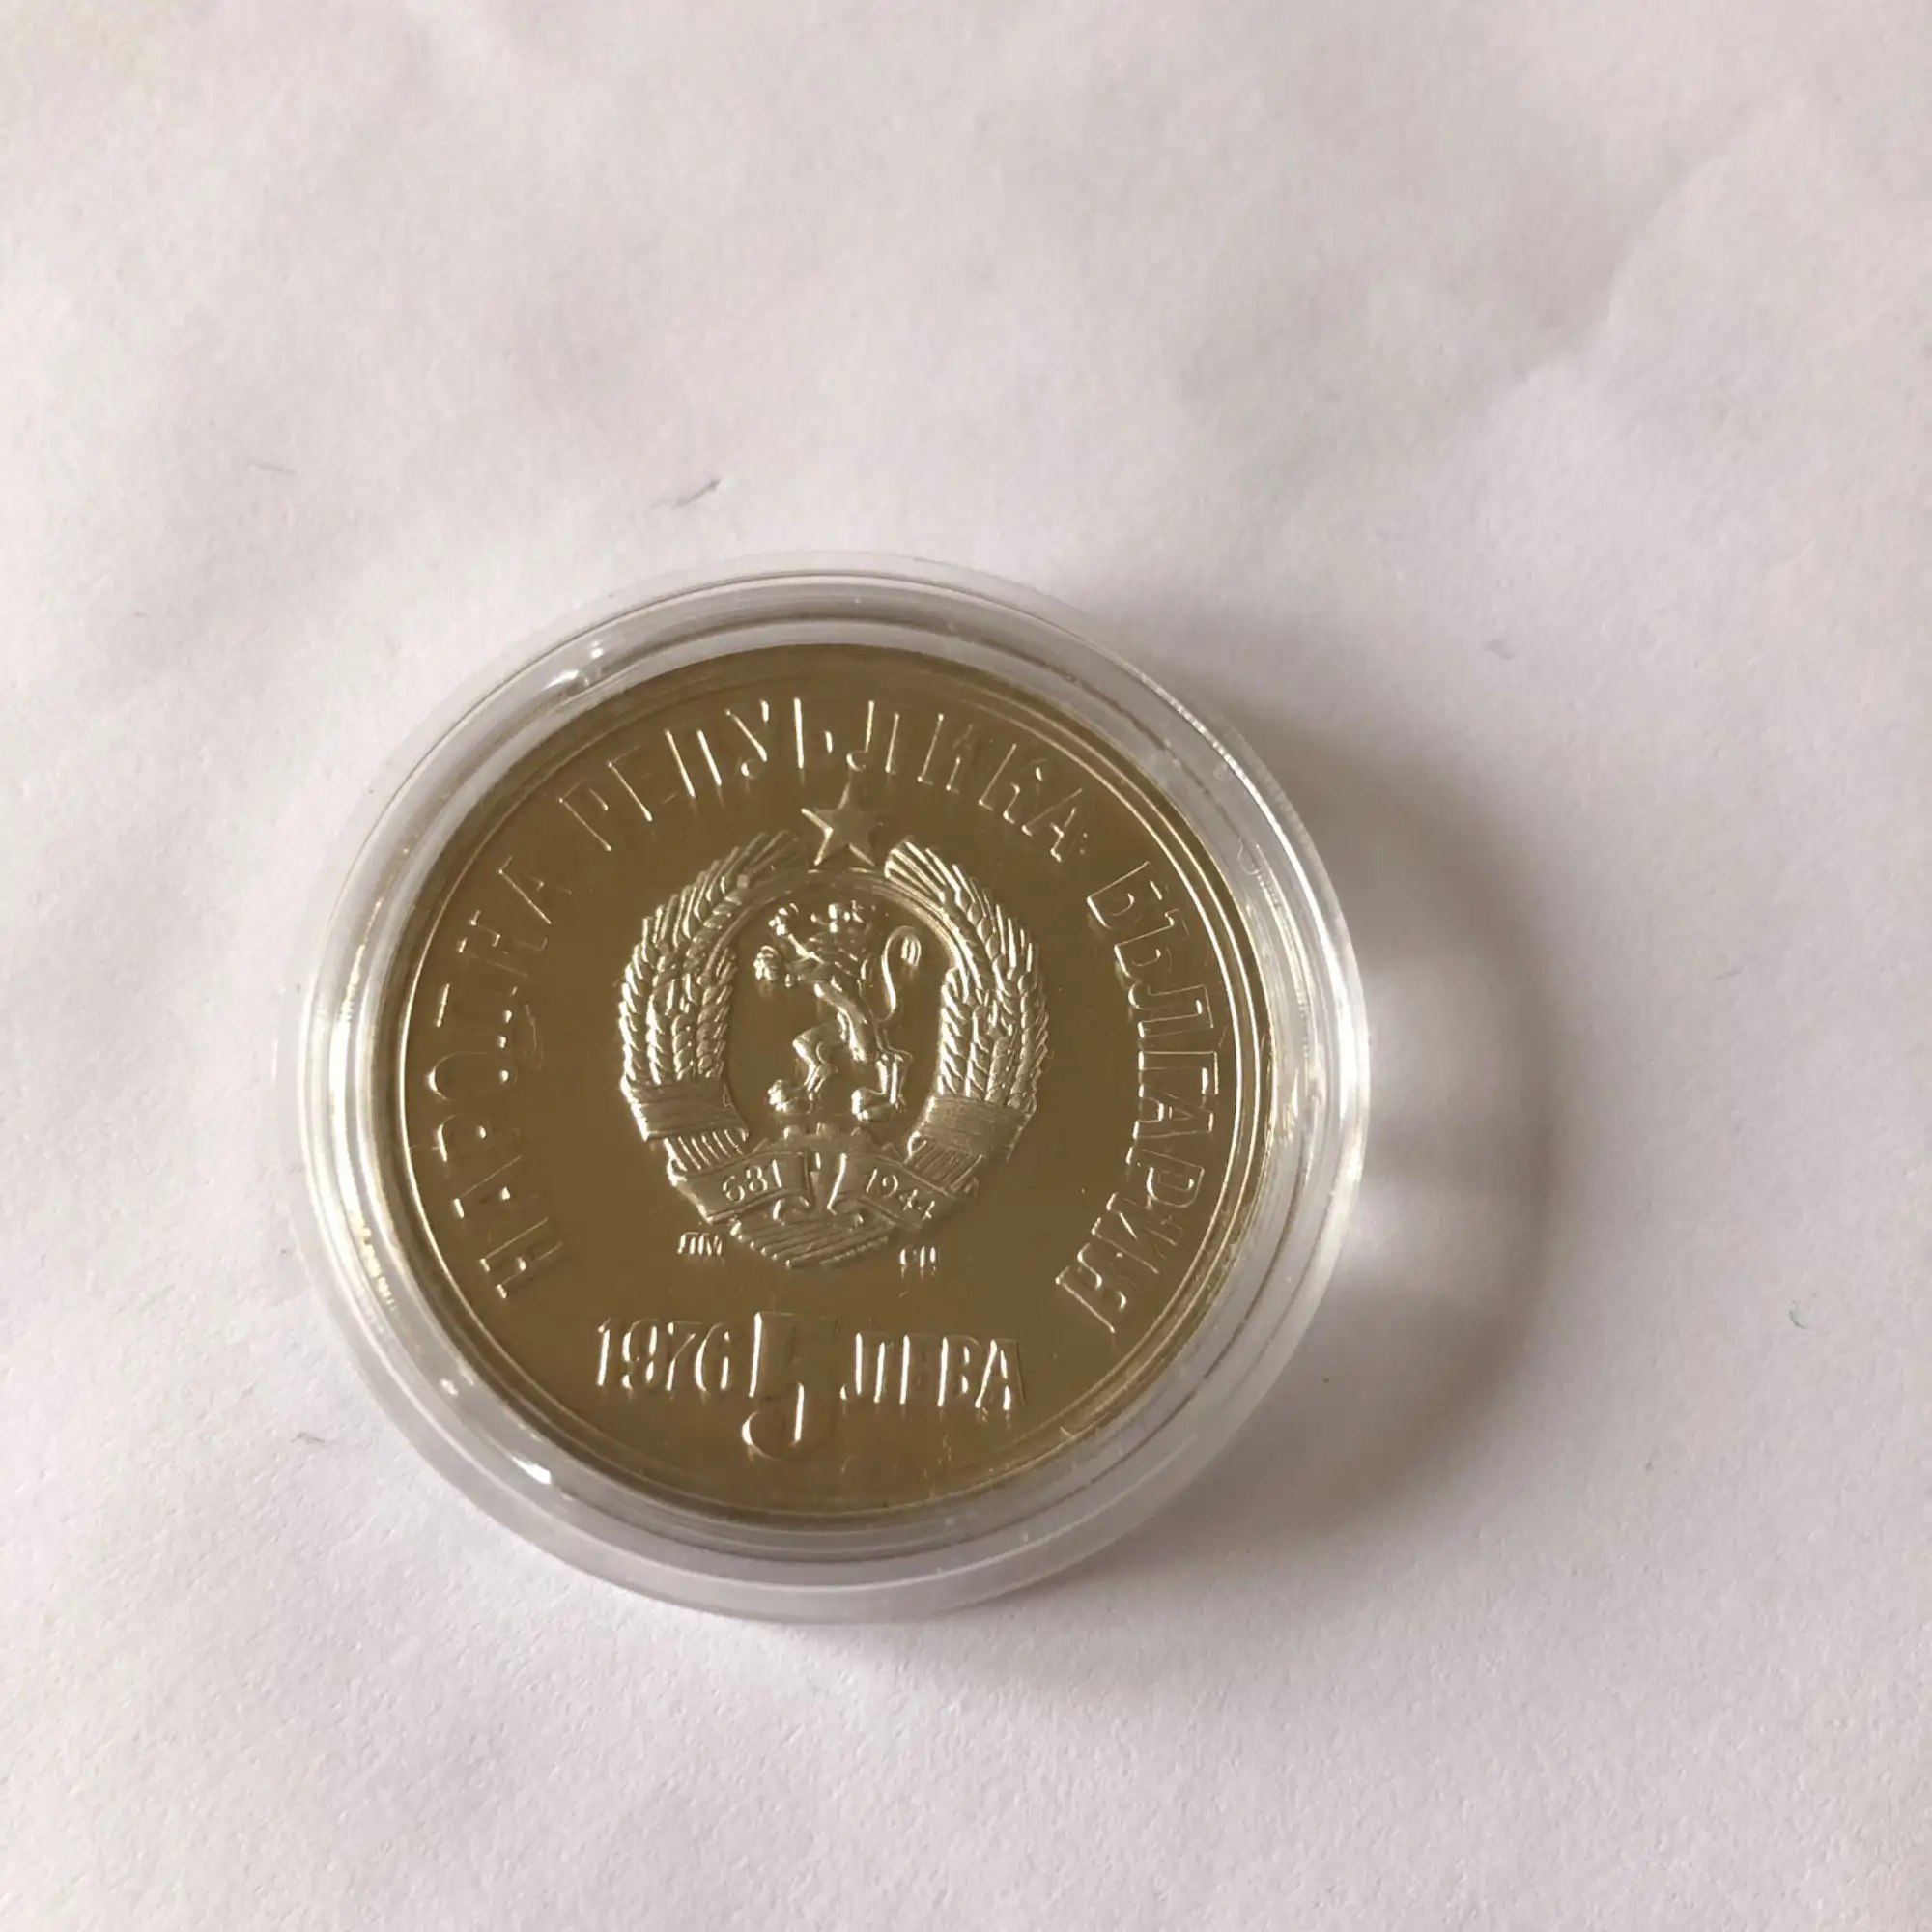 НАРОДНА РЕПУБЛИКА БЪЛГАРИЯ
681 1944
1976 5 ЛЕВА